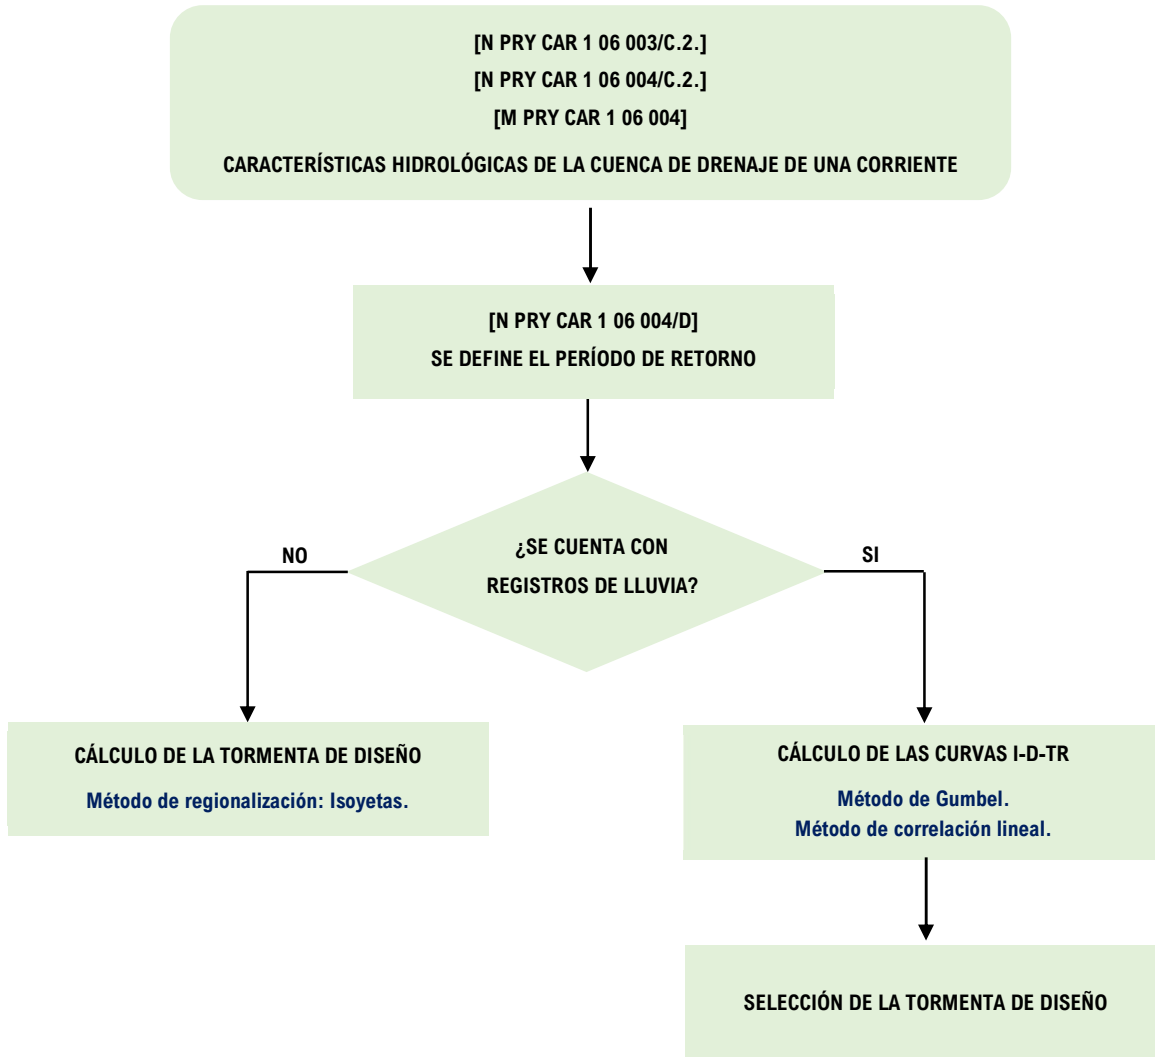 [N PRY CAR 1 06 003/C.2.]
[N PRY CAR 1 06 004/C.2.]
[M PRY CAR 1 06 004]
CARACTERÍSTICAS HIDROLÓGICAS DE LA CUENCA DE DRENAJE DE UNA CORRIENTE
[N PRY CAR 1 06 004/D]
SE DEFINE EL PERÍODO DE RETORNO
¿SE CUENTA CON
REGISTROS DE LLUVIA?
NO
SI
CÁLCULO DE LA TORMENTA DE DISEÑO
Método de regionalización: Isoyetas.
CÁLCULO DE LAS CURVAS I-D-TR
Método de Gumbel.
Método de correlación lineal.
SELECCIÓN DE LA TORMENTA DE DISEÑO